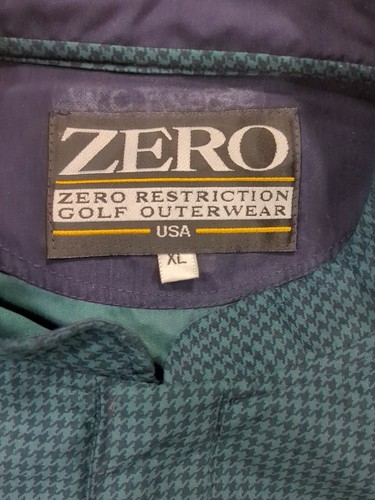 ZERO
ZERO RESTRICTION
GOLF OUTERWEAR
USA
XL